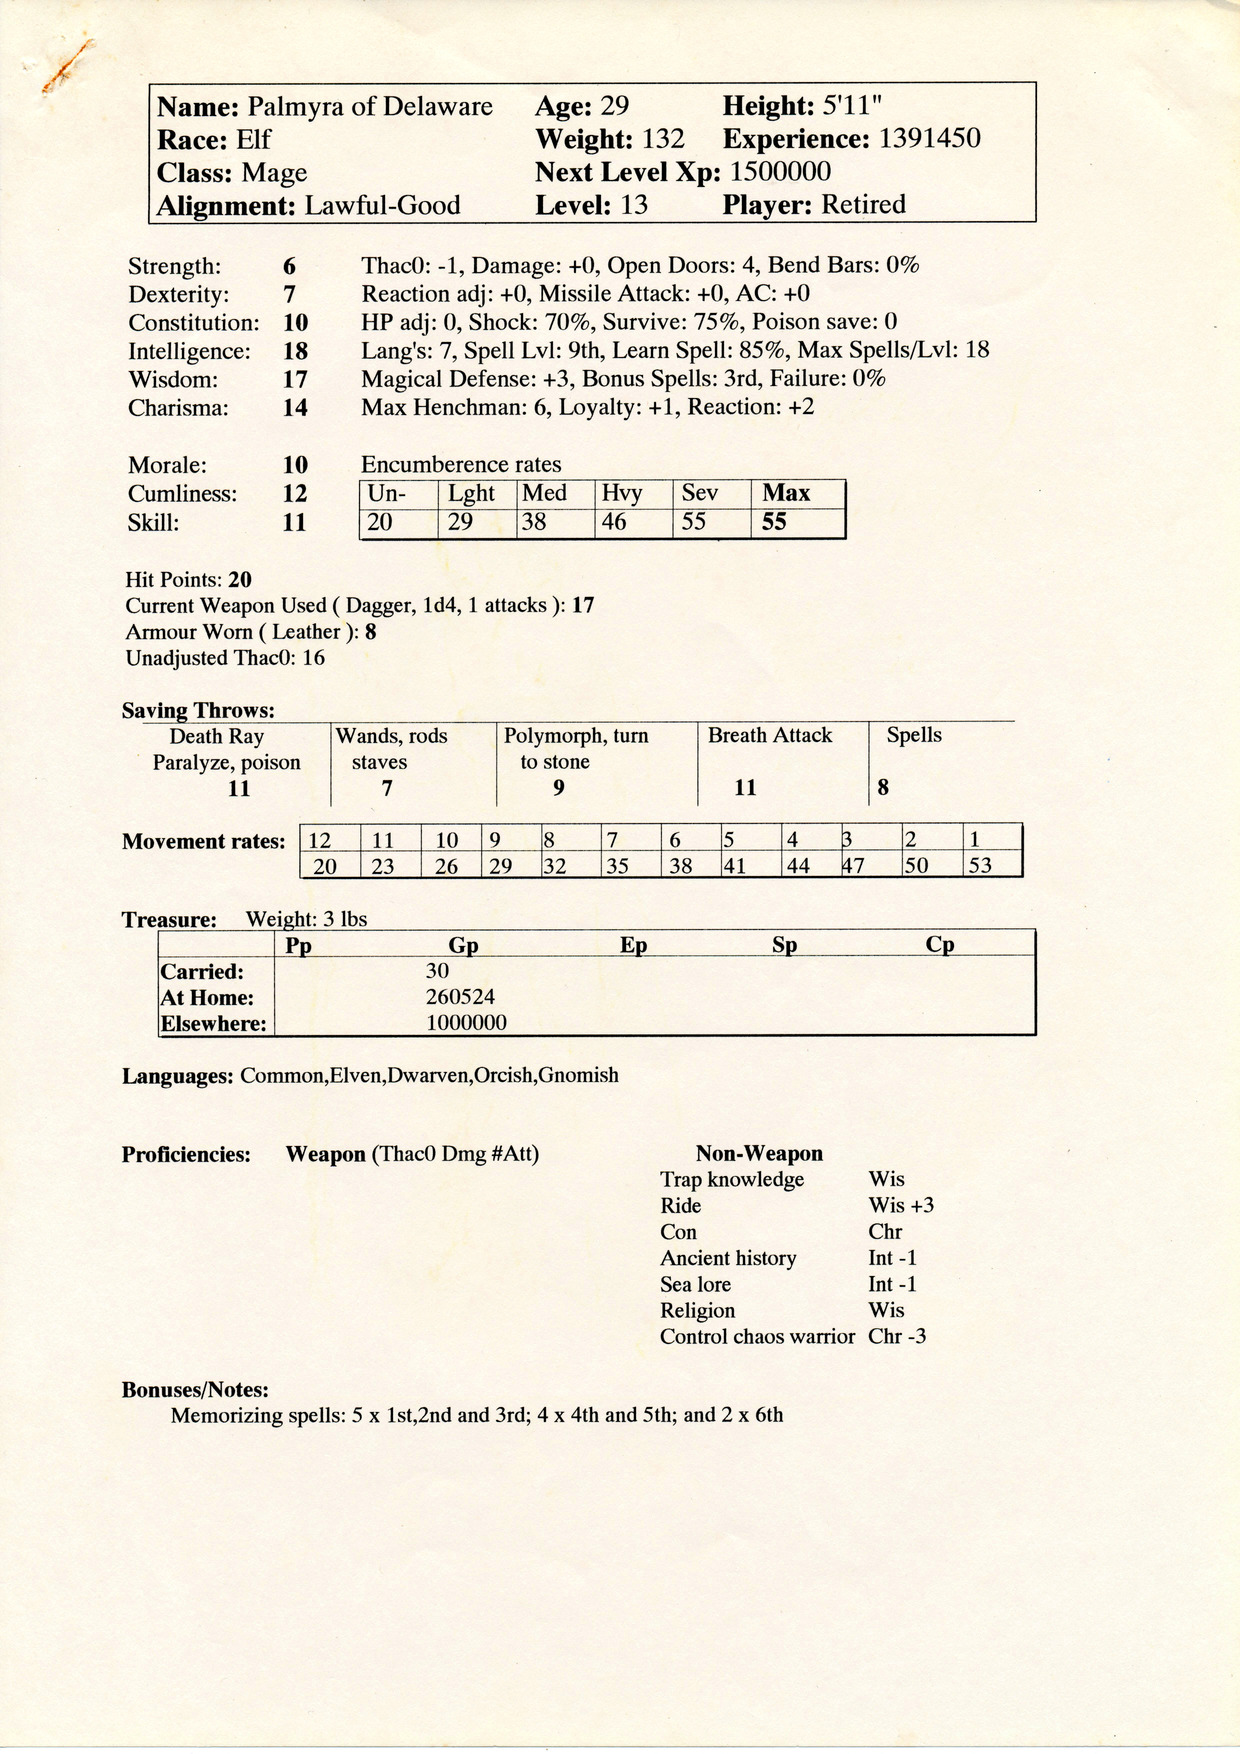 Name: Palmyra of Delaware Age: 29 Height: 5'11"
Race: Elf Weight: 132 Experience: 1391450
Class: Mage Next Level Xp: 1500000
Alignment: Lawful-Good Level: 13 Player: Retired
Strength: 6 Thac0: -1, Damage: +0, Open Doors: 4, Bend Bars: 0%
Dexterity: 7 Reaction adj: +0, Missile Attack: +0, AC: +0
Constitution: 10 HP adj: 0, Shock: 70%, Survive: 75%, Poison save: 0
Intelligence: 18 Lang's: 7, Spell Lvl: 9th, Learn Spell: 85%, Max Spells/Lvl: 18
Wisdom: 17 Magical Defense: +3, Bonus Spells: 3rd, Failure: 0%
Charisma: 14 Max Henchman: 6, Loyalty: +1, Reaction: +2
Morale: 10 Encumberence rates
Cumliness: 12 Un- Lght Med Hvy Sev Max
Skill: 11 20 29 38 46 55 55
Hit Points: 20
Current Weapon Used ( Dagger, 1d4, 1 attacks ): 17
Armour Worn ( Leather ): 8
Unadjusted Thac0: 16
Saving Throws:
Death Ray Wands, rods Polymorph, turn Breath Attack Spells
Paralyze, poison staves to stone
11 7 9 11 8
Movement rates: 12 11 10 9 8 7 6 5 4 3 2 1
20 23 26 29 32 35 38 41 44 47 50 53
Treasure: Weight: 3 lbs
Pp Gp Ep Sp Cp
Carried: 30
At Home: 260524
Elsewhere: 1000000
Languages: Common,Elven,Dwarven,Orcish,Gnomish
Proficiencies: Weapon (Thac0 Dmg #Att) Non-Weapon
Trap knowledge Wis
Ride Wis +3
Con Chr
Ancient history Int -1
Sea lore Int -1
Religion Wis
Control chaos warrior Chr -3
Bonuses/Notes:
Memorizing spells: 5 x 1st,2nd and 3rd; 4 x 4th and 5th; and 2 x 6th